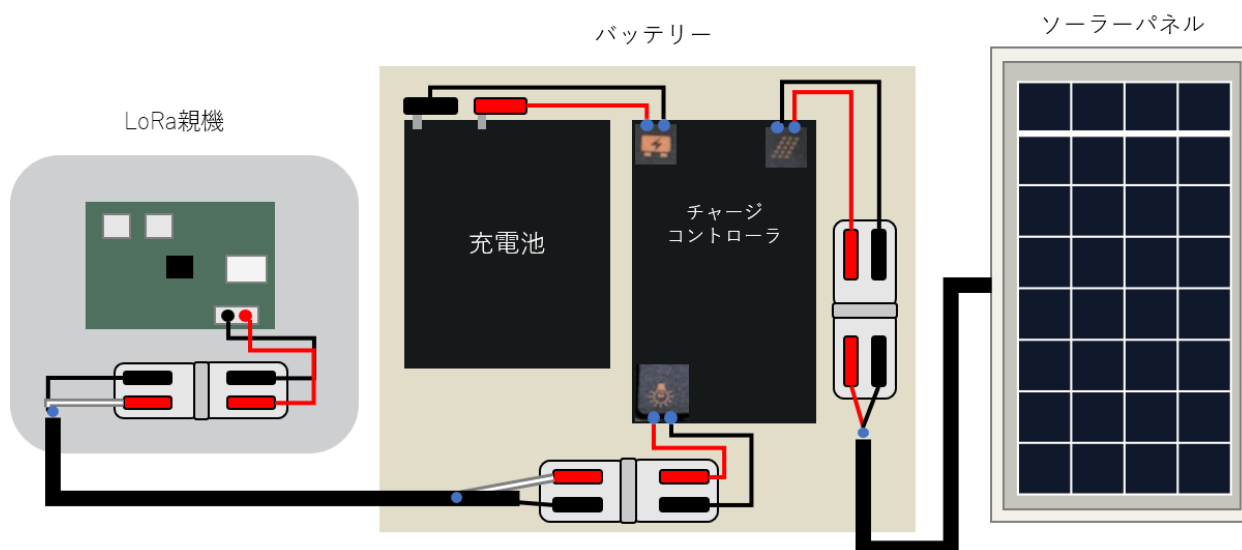 ソーラーパネル
バッテリー
LoRa親機
充電池
チャージ
コントローラ